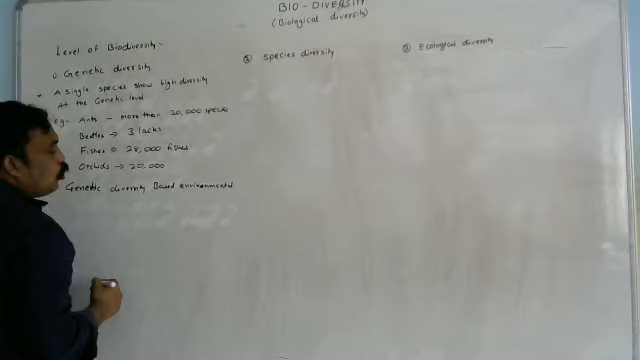 BIO - DIVERSITY
(Biological diversity)
Level of Biodiversity:-
① Genetic diversity
* A single species show high diversity
At the Genetic level
eg:- Ants - more than 20,000 species
Beetles → 3 lacks
Fishes ⇒ 28,000 fishes
Orchids → 20,000
Genetic diversity Based environmental
② Species diversity
③ Ecological diversity